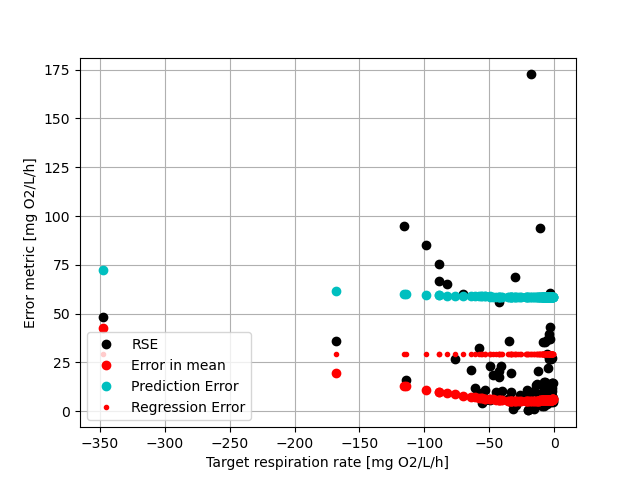 175
150
125
100
75
50
25
0
Error metric [mg O2/L/h]
RSE
Error in mean
Prediction Error
Regression Error
−350
−300
−250
−200
−150
−100
−50
0
Target respiration rate [mg O2/L/h]